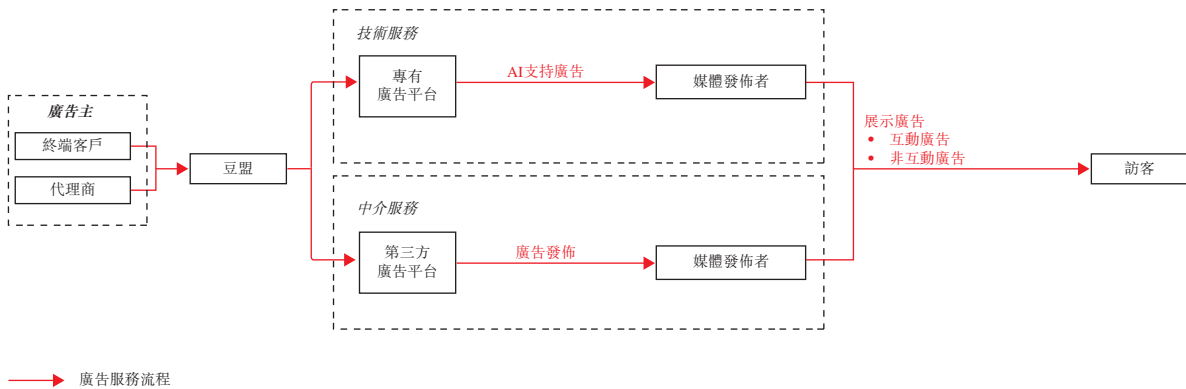 廣告主
終端客戶
代理商
豆盟
技術服務
專有
廣告平台
AI支持廣告
媒體發佈者
中介服務
第三方
廣告平台
廣告發佈
媒體發佈者
展示廣告
• 互動廣告
• 非互動廣告
訪客
廣告服務流程